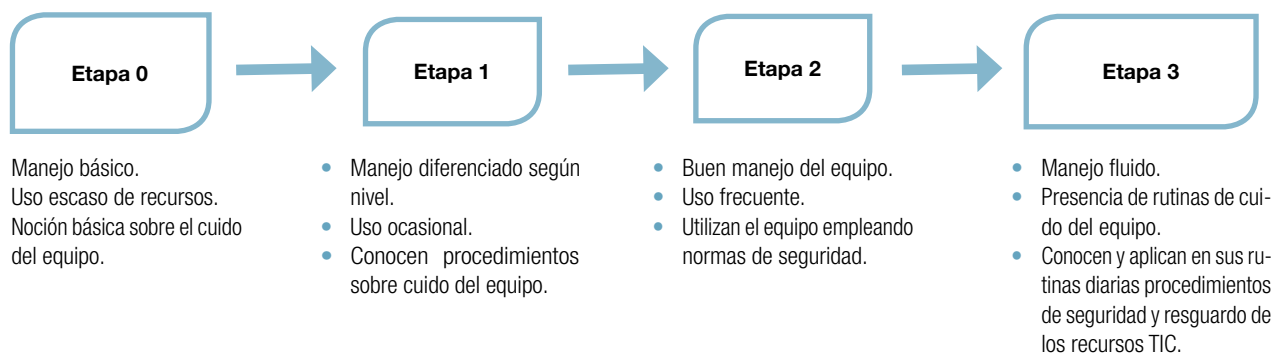 Etapa 0
Manejo básico.
Uso escaso de recursos.
Noción básica sobre el cuido
del equipo.
Etapa 1
• Manejo diferenciado según
nivel.
• Uso ocasional.
• Conocen procedimientos
sobre cuido del equipo.
Etapa 2
• Buen manejo del equipo.
• Uso frecuente.
• Utilizan el equipo empleando
normas de seguridad.
Etapa 3
• Manejo fluido.
• Presencia de rutinas de cui-
do del equipo.
• Conocen y aplican en sus ru-
tinas diarias procedimientos
de seguridad y resguardo de
los recursos TIC.